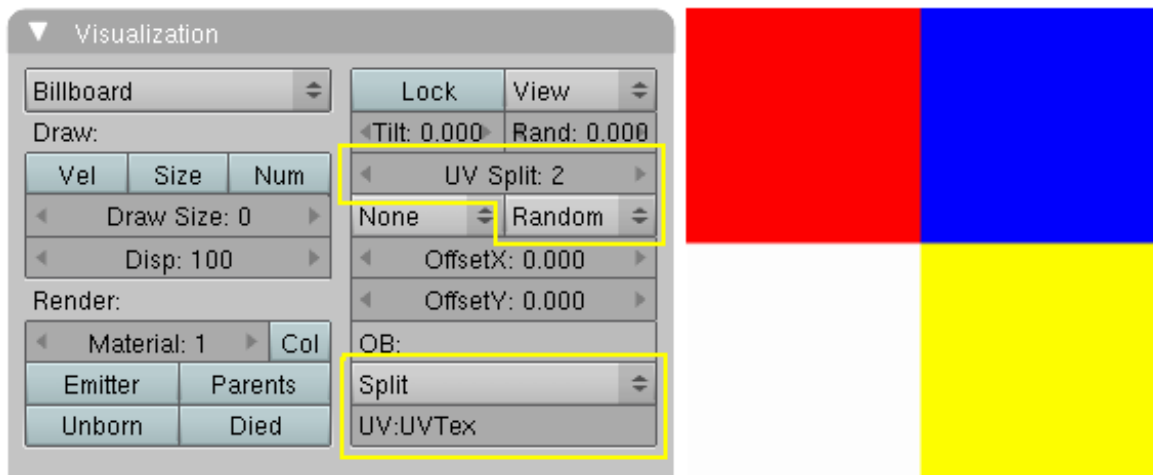 Visualization
Billboard
Draw:
Vel Size Num
Draw Size: 0
Disp: 100
Render:
Material: 1 Col
Emitter Parents
Unborn Died
Lock View
Tilt: 0.000 Rand: 0.000
UV Split: 2
None Random
OffsetX: 0.000
OffsetY: 0.000
OB:
Split
UV:UVTex